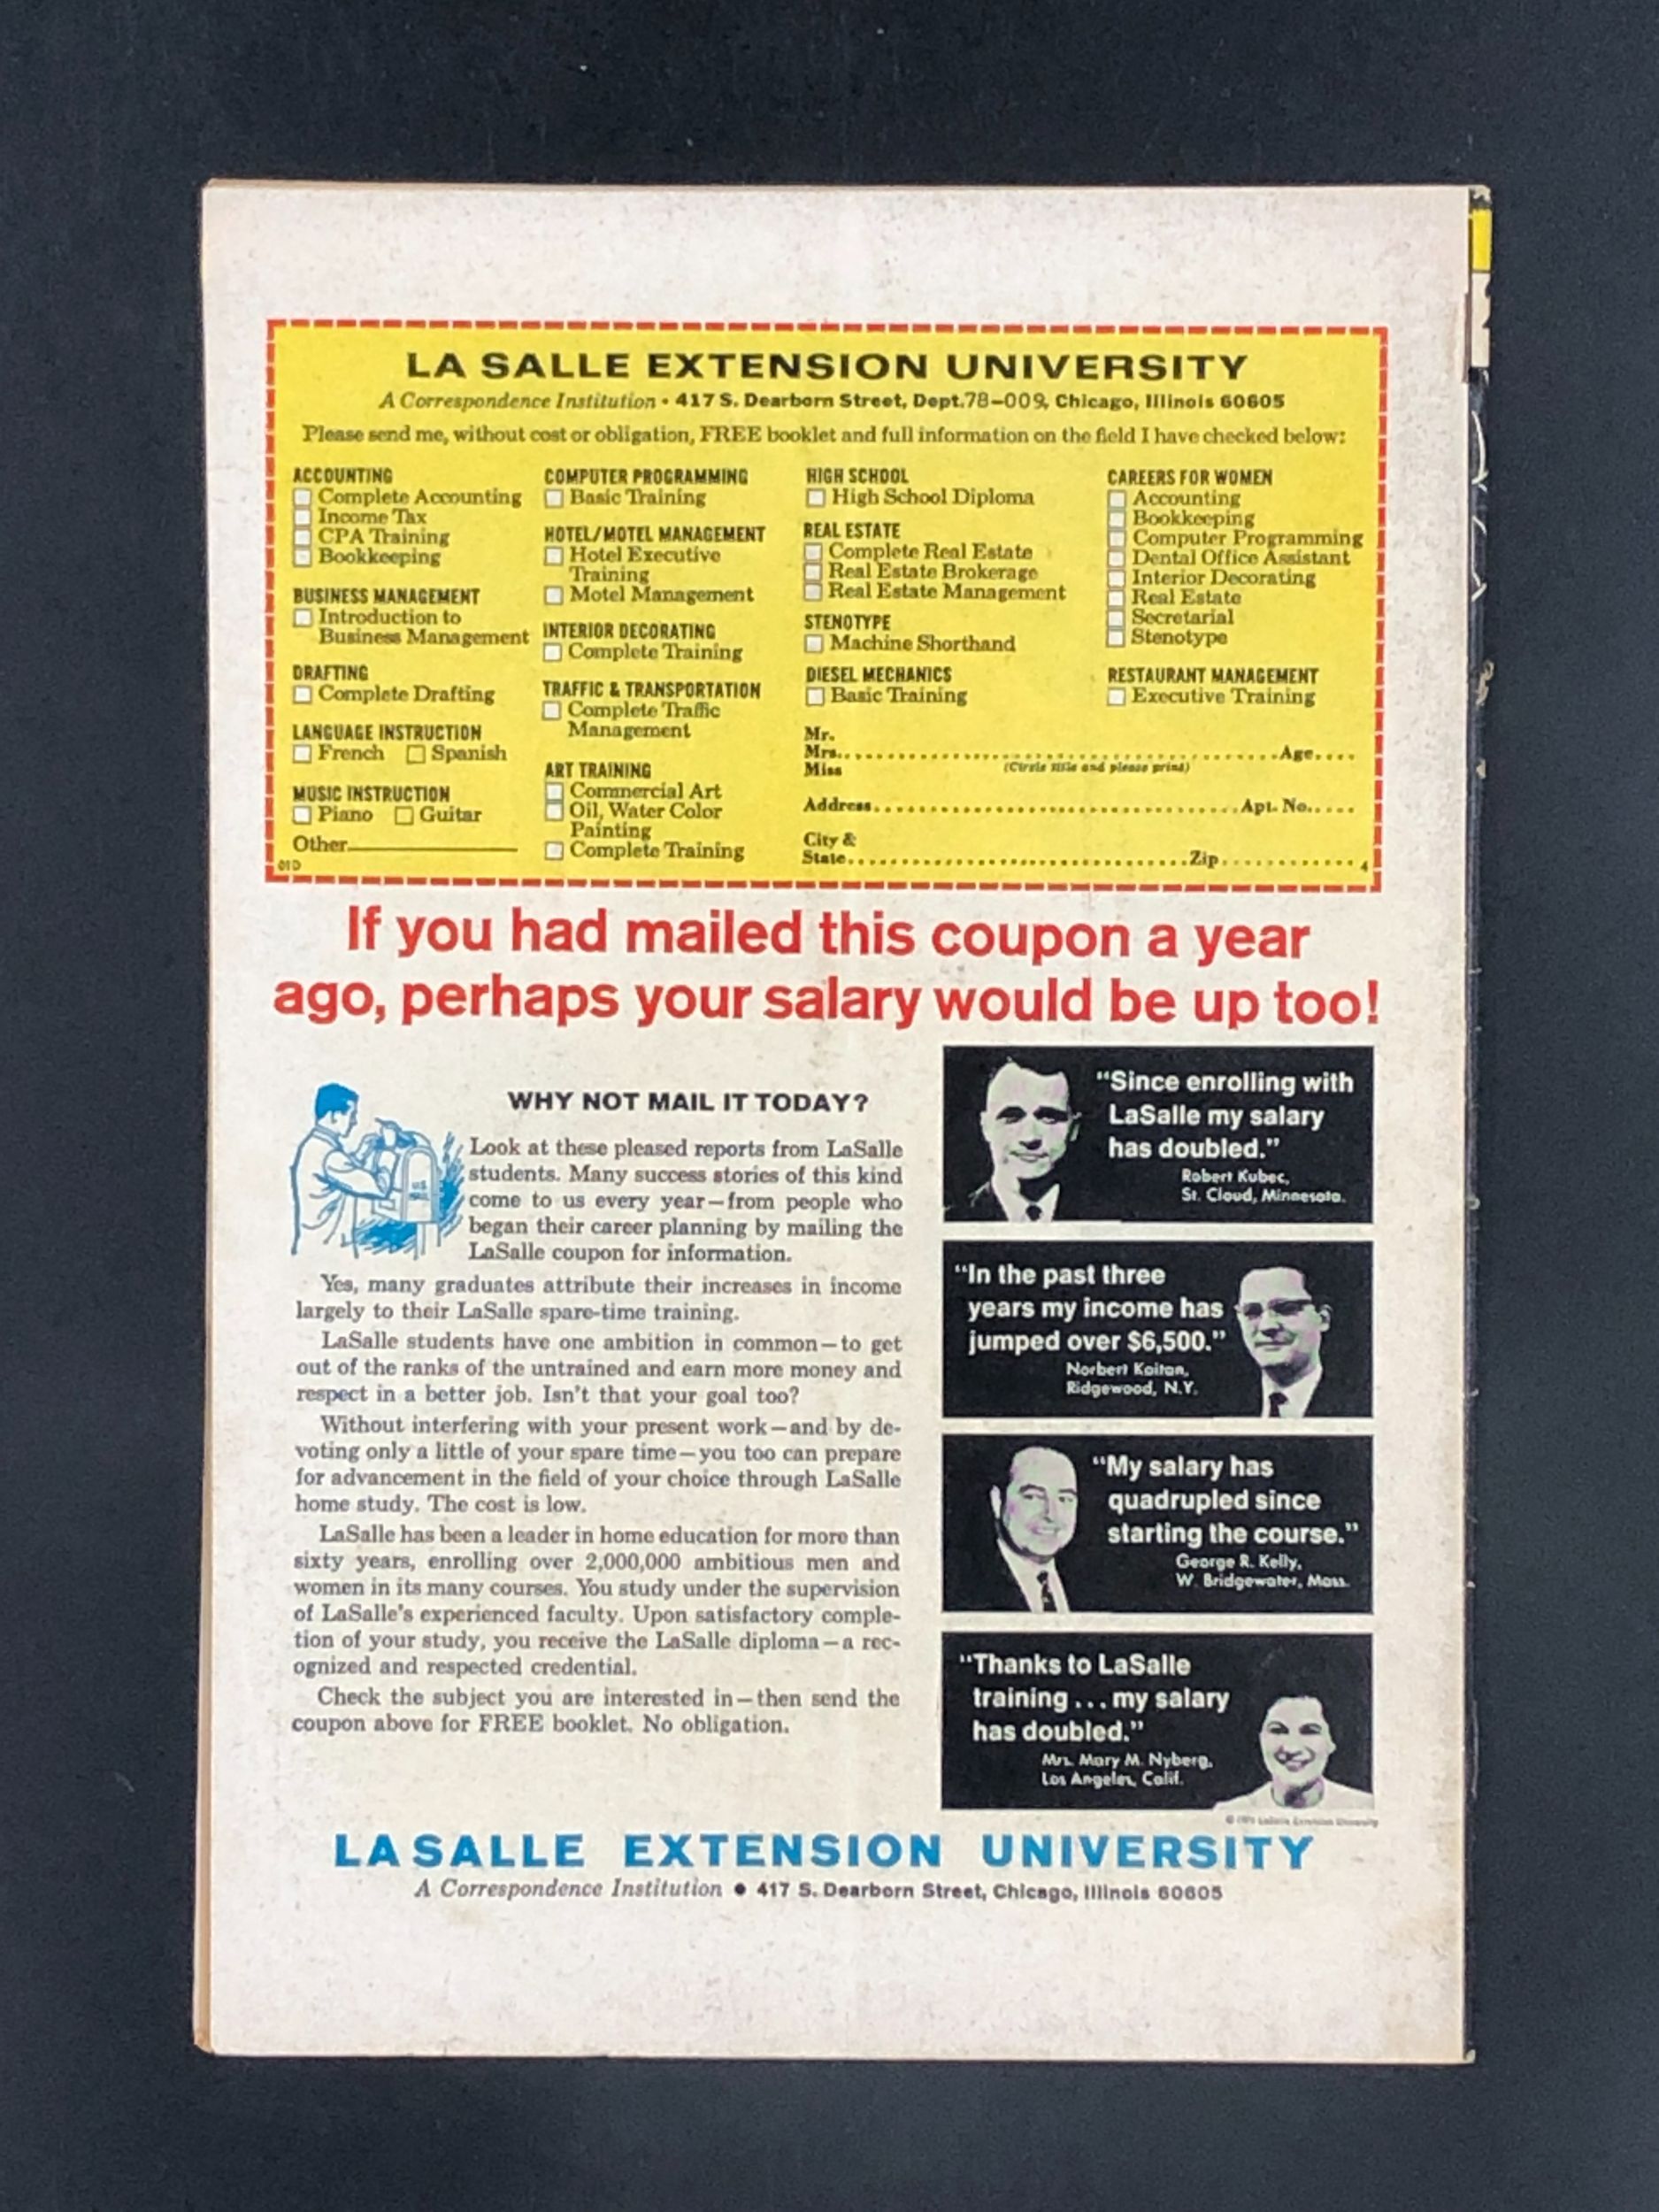 LA SALLE EXTENSION UNIVERSITY
A Correspondence Institution • 417 S. Dearborn Street, Dept. 78-009, Chicago, Illinois 60605
Please send me, without cost or obligation, FREE booklet and full information on the field I have checked below:
ACCOUNTING
Complete Accounting
Income Tax
CPA Training
Bookkeeping
BUSINESS MANAGEMENT
Introduction to
Business Management
DRAFTING
Complete Drafting
LANGUAGE INSTRUCTION
French Spanish
MUSIC INSTRUCTION
Piano Guitar
Other
01D
COMPUTER PROGRAMMING
Basic Training
HOTEL/MOTEL MANAGEMENT
Hotel Executive
Training
Motel Management
INTERIOR DECORATING
Complete Training
TRAFFIC & TRANSPORTATION
Complete Traffic
Management
ART TRAINING
Commercial Art
Oil, Water Color
Painting
Complete Training
HIGH SCHOOL
High School Diploma
REAL ESTATE
Complete Real Estate
Real Estate Brokerage
Real Estate Management
STENOTYPE
Machine Shorthand
DIESEL MECHANICS
Basic Training
CAREERS FOR WOMEN
Accounting
Bookkeeping
Computer Programming
Dental Office Assistant
Interior Decorating
Real Estate
Secretarial
Stenotype
RESTAURANT MANAGEMENT
Executive Training
Mr.
Mrs. Age
Miss (Circle title and please print)
Address Apt. No.
City &
State Zip 4
If you had mailed this coupon a year
ago, perhaps your salary would be up too!
WHY NOT MAIL IT TODAY?
Look at these pleased reports from LaSalle
students. Many success stories of this kind
come to us every year—from people who
began their career planning by mailing the
LaSalle coupon for information.
Yes, many graduates attribute their increases in income
largely to their LaSalle spare-time training.
LaSalle students have one ambition in common—to get
out of the ranks of the untrained and earn more money and
respect in a better job. Isn't that your goal too?
Without interfering with your present work—and by de-
voting only a little of your spare time—you too can prepare
for advancement in the field of your choice through LaSalle
home study. The cost is low.
LaSalle has been a leader in home education for more than
sixty years, enrolling over 2,000,000 ambitious men and
women in its many courses. You study under the supervision
of LaSalle's experienced faculty. Upon satisfactory comple-
tion of your study, you receive the LaSalle diploma—a rec-
ognized and respected credential.
Check the subject you are interested in—then send the
coupon above for FREE booklet. No obligation.
"Since enrolling with
LaSalle my salary
has doubled."
Robert Kubec,
St. Cloud, Minnesota.
"In the past three
years my income has
jumped over $6,500."
Norbert Kaitan,
Ridgewood, N.Y.
"My salary has
quadrupled since
starting the course."
George R. Kelly,
W. Bridgewater, Mass.
"Thanks to LaSalle
training... my salary
has doubled."
Mrs. Mary M. Nyberg,
Los Angeles, Calif.
LaSalle Extension University
LA SALLE EXTENSION UNIVERSITY
A Correspondence Institution • 417 S. Dearborn Street, Chicago, Illinois 60605